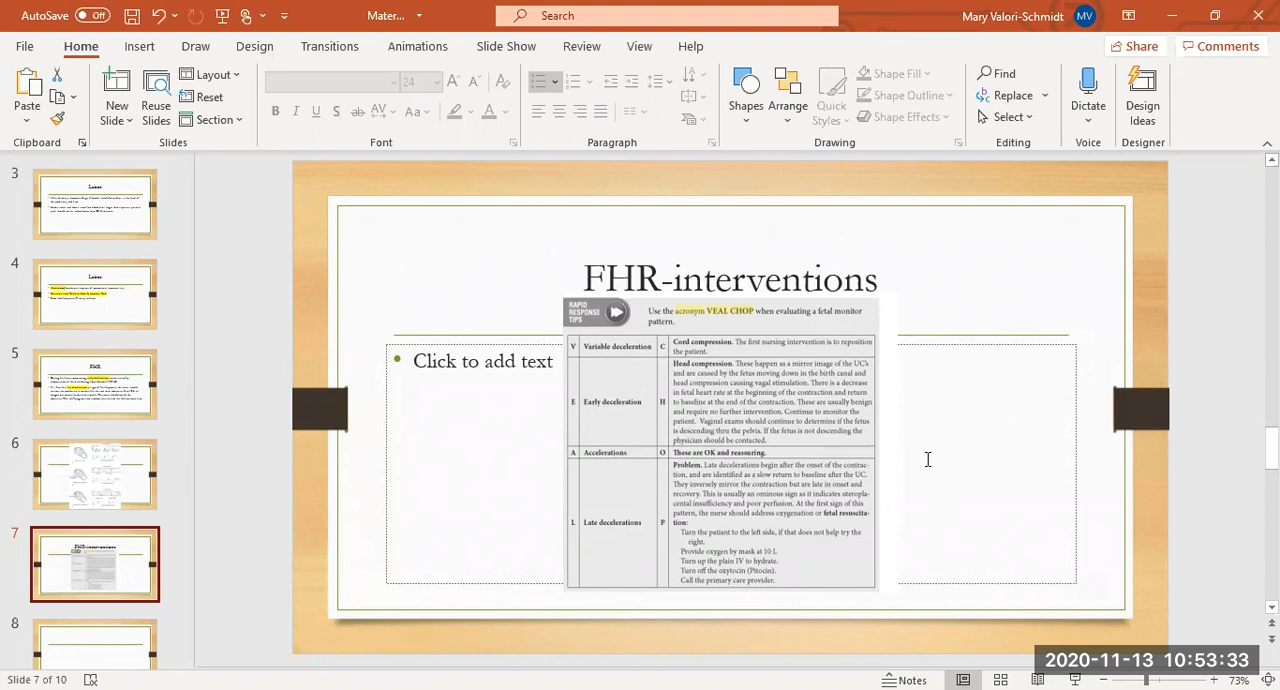 AutoSave Off Mater... Search Mary Valori-Schmidt MV
File Home Insert Draw Design Transitions Animations Slide Show Review View Help Share Comments
Paste New Slide Reuse Slides Layout Reset Section 24 Shapes Arrange Quick Styles Shape Fill Shape Outline Shape Effects Find Replace Select Dictate Design Ideas
Clipboard Slides Font Paragraph Drawing Editing Voice Designer
3
4
5
6
7
8
FHR-interventions
RAPID RESPONSE TIPS
Use the acronym VEAL CHOP when evaluating a fetal monitor
pattern.
Click to add text
V Variable deceleration C Cord compression. The first nursing intervention is to reposition
the patient.
E Early deceleration H Head compression. These happen as a mirror image of the UC's
and are caused by the fetus moving down in the birth canal and
head compression causing vagal stimulation. There is a decrease
in fetal heart rate at the beginning of the contraction and return
to baseline at the end of the contraction. These are usually benign
and require no further intervention. Continue to monitor the
patient. Vaginal exams should continue to determine if the fetus
is descending thru the pelvis. If the fetus is not descending the
physician should be contacted.
A Accelerations O These are OK and reassuring.
L Late decelerations P Problem. Late decelerations begin after the onset of the contrac-
tion, and are identified as a slow return to baseline after the UC.
They inversely mirror the contraction but are late in onset and
recovery. This is usually an ominous sign as it indicates uteropla-
cental insufficiency and poor perfusion. At the first sign of this
pattern, the nurse should address oxygenation or fetal resuscita-
tion:
Turn the patient to the left side, if that does not help try the
right.
Provide oxygen by mask at 10 L
Turn up the plain IV to hydrate.
Turn off the oxytocin (Pitocin).
Call the primary care provider.
2020-11-13 10:53:33
Slide 7 of 10 Notes 73%